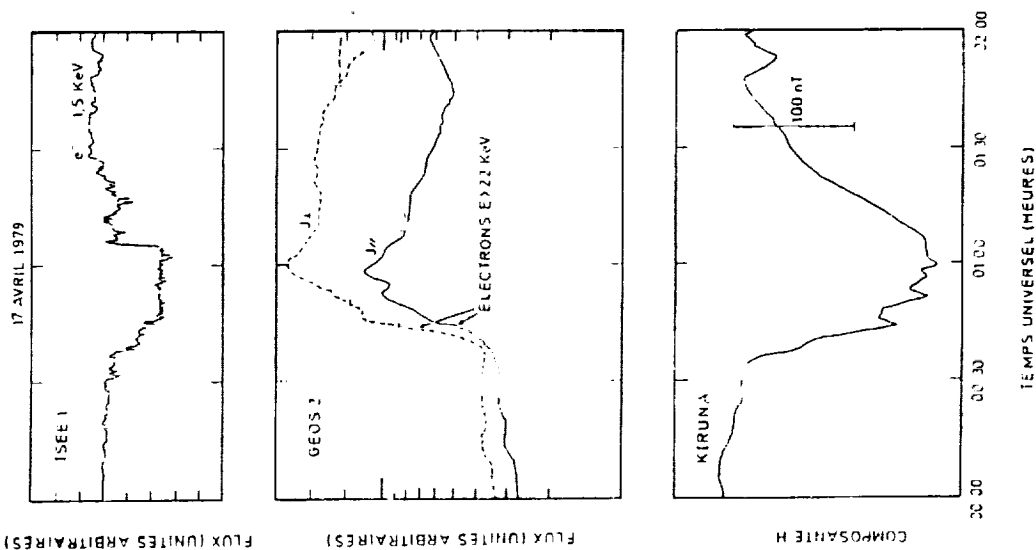 17 AVRIL 1979
ISEE 1
e⁻ 1,5 KeV
FLUX (UNITES ARBITRAIRES)
GEOS 2
J⊥
J//
ELECTRONS E>22 KeV
FLUX (UNITES ARBITRAIRES)
KIRUNA
100 nT
COMPOSANTE H
00:00
00:30
01:00
01:30
02:00
TEMPS UNIVERSEL (HEURES)